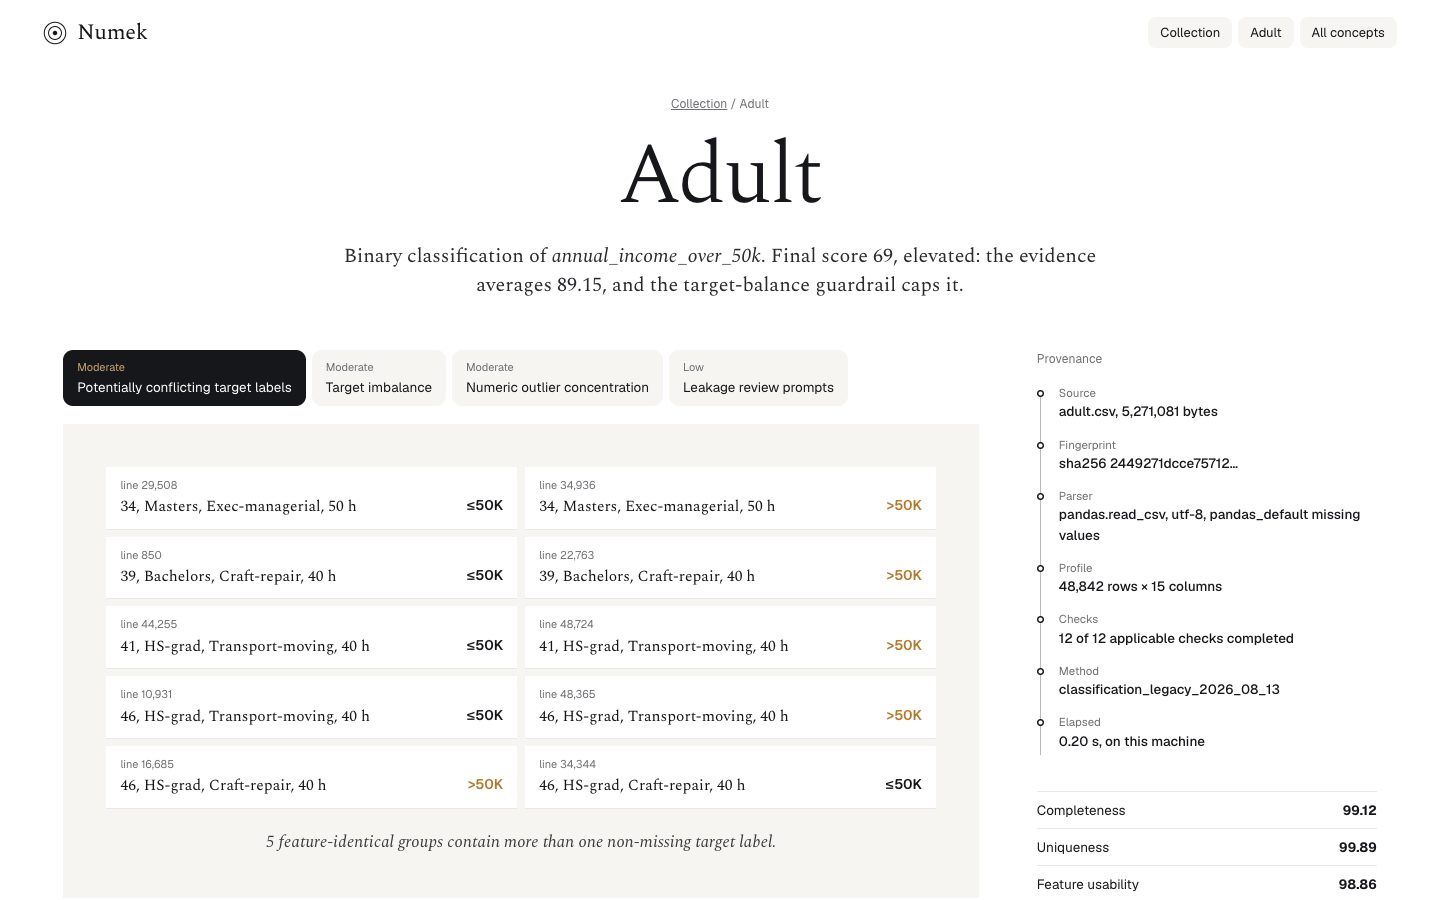 Numek
Collection
Adult
All concepts
Collection / Adult
Adult
Binary classification of annual_income_over_50k. Final score 69, elevated: the evidence
averages 89.15, and the target-balance guardrail caps it.
Moderate
Potentially conflicting target labels
Moderate
Target imbalance
Moderate
Numeric outlier concentration
Low
Leakage review prompts
line 29,508
34, Masters, Exec-managerial, 50 h
≤50K
line 34,936
34, Masters, Exec-managerial, 50 h
>50K
line 850
39, Bachelors, Craft-repair, 40 h
≤50K
line 22,763
39, Bachelors, Craft-repair, 40 h
>50K
line 44,255
41, HS-grad, Transport-moving, 40 h
≤50K
line 48,724
41, HS-grad, Transport-moving, 40 h
>50K
line 10,931
46, HS-grad, Transport-moving, 40 h
≤50K
line 48,365
46, HS-grad, Transport-moving, 40 h
>50K
line 16,685
46, HS-grad, Craft-repair, 40 h
>50K
line 34,344
46, HS-grad, Craft-repair, 40 h
≤50K
5 feature-identical groups contain more than one non-missing target label.
Provenance
Source
adult.csv, 5,271,081 bytes
Fingerprint
sha256 2449271dcce75712…
Parser
pandas.read_csv, utf-8, pandas_default missing
values
Profile
48,842 rows × 15 columns
Checks
12 of 12 applicable checks completed
Method
classification_legacy_2026_08_13
Elapsed
0.20 s, on this machine
Completeness 99.12
Uniqueness 99.89
Feature usability 98.86